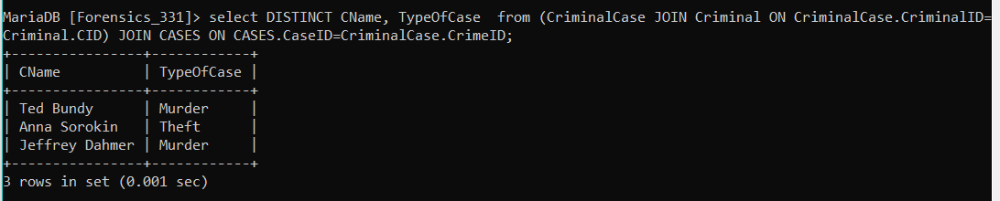 MariaDB [Forensics_331]> select DISTINCT CName, TypeOfCase  from (CriminalCase JOIN Criminal ON CriminalCase.CriminalID=
Criminal.CID) JOIN CASES ON CASES.CaseID=CriminalCase.CrimeID;
+----------------+------------+
| CName          | TypeOfCase |
+----------------+------------+
| Ted Bundy      | Murder     |
| Anna Sorokin   | Theft      |
| Jeffrey Dahmer | Murder     |
+----------------+------------+
3 rows in set (0.001 sec)